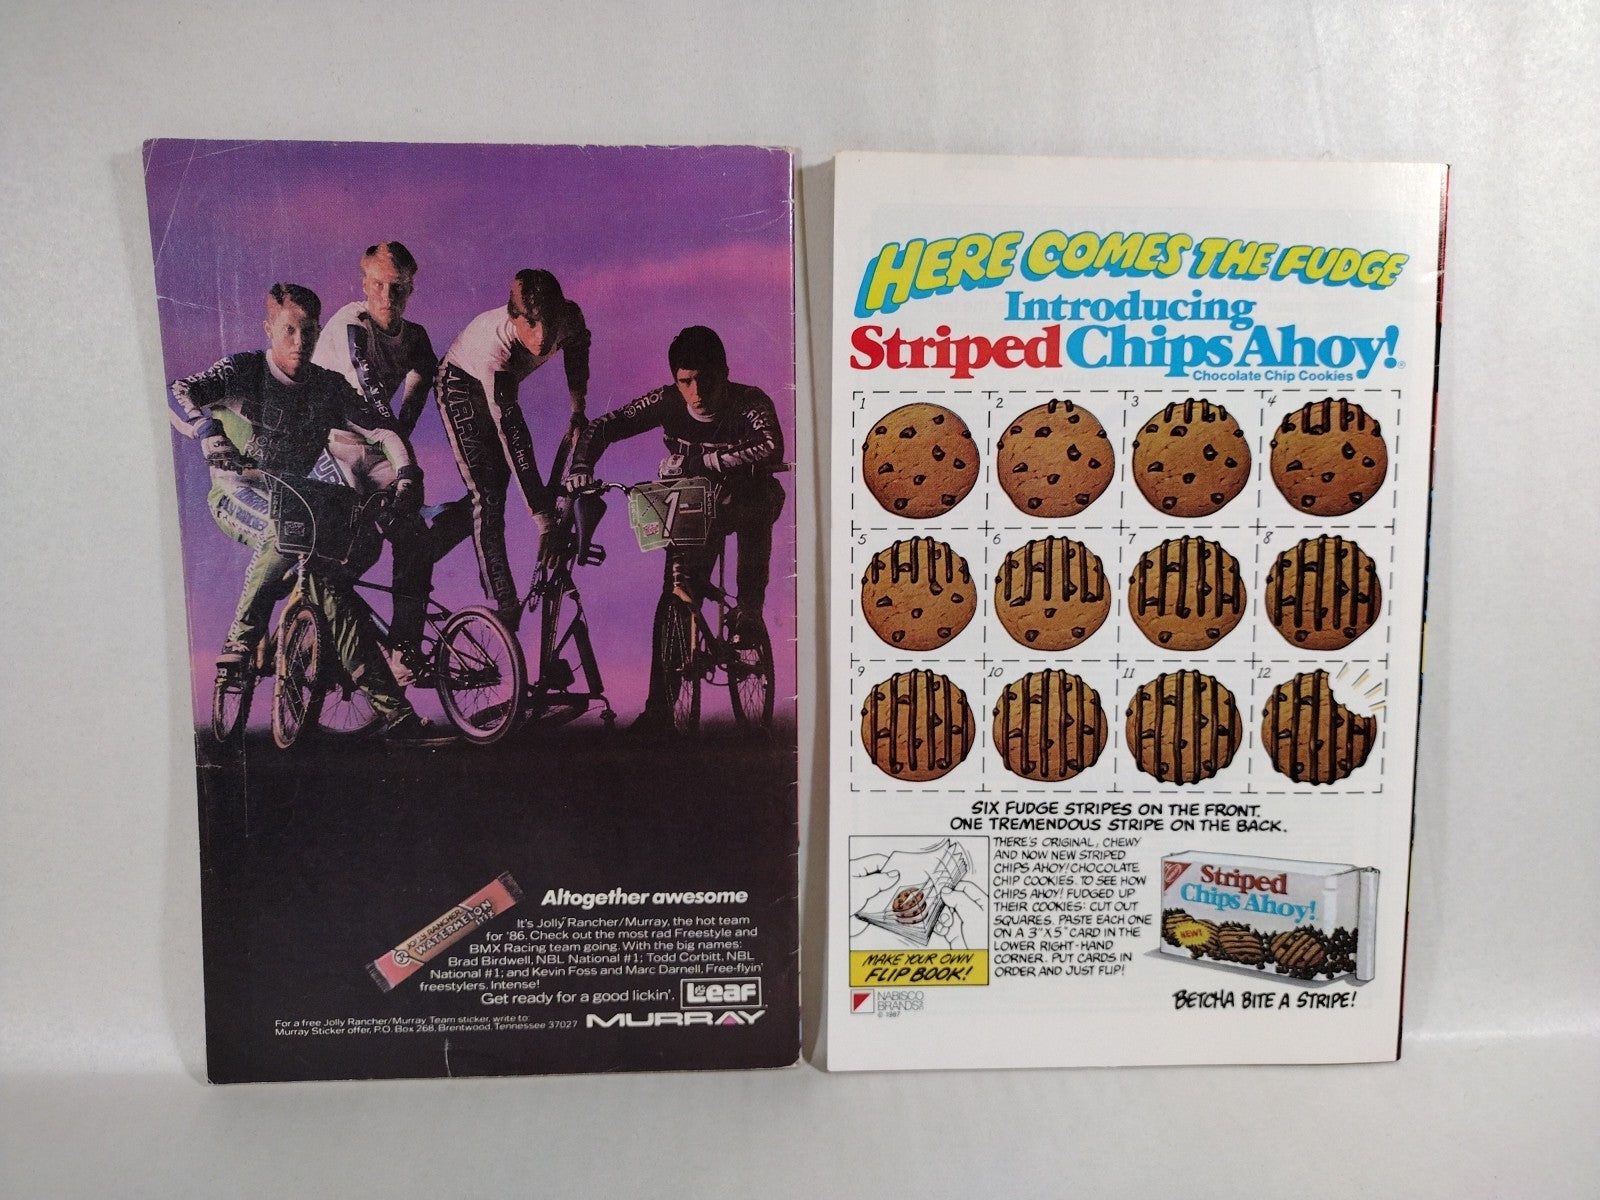 JOLLY RANCHER
WATERMELON
STIX
Altogether awesome
It's Jolly Rancher/Murray, the hot team
for '86. Check out the most rad Freestyle and
BMX Racing team going. With the big names:
Brad Birdwell, NBL National #1; Todd Corbitt, NBL
National #1; and Kevin Foss and Marc Darnell, Free-flyin'
freestylers. Intense!
Get ready for a good lickin'.
Leaf
For a free Jolly Rancher/Murray Team sticker, write to:
Murray Sticker offer, P.O. Box 268, Brentwood, Tennessee 37027
MURRAY
1
HERE COMES THE FUDGE
Introducing
Striped Chips Ahoy!®
Chocolate Chip Cookies
1 2 3 4
5 6 7 8
9 10 11 12
SIX FUDGE STRIPES ON THE FRONT.
ONE TREMENDOUS STRIPE ON THE BACK.
THERE'S ORIGINAL, CHEWY
AND NOW NEW STRIPED
CHIPS AHOY! CHOCOLATE
CHIP COOKIES. TO SEE HOW
CHIPS AHOY! FUDGED UP
THEIR COOKIES: CUT OUT
SQUARES. PASTE EACH ONE
ON A 3"X5" CARD IN THE
LOWER RIGHT-HAND
CORNER. PUT CARDS IN
ORDER AND JUST FLIP!
MAKE YOUR OWN
FLIP BOOK!
NABISCO
BRANDS
© 1987
Striped
Chips Ahoy!
NEW!
BETCHA BITE A STRIPE!